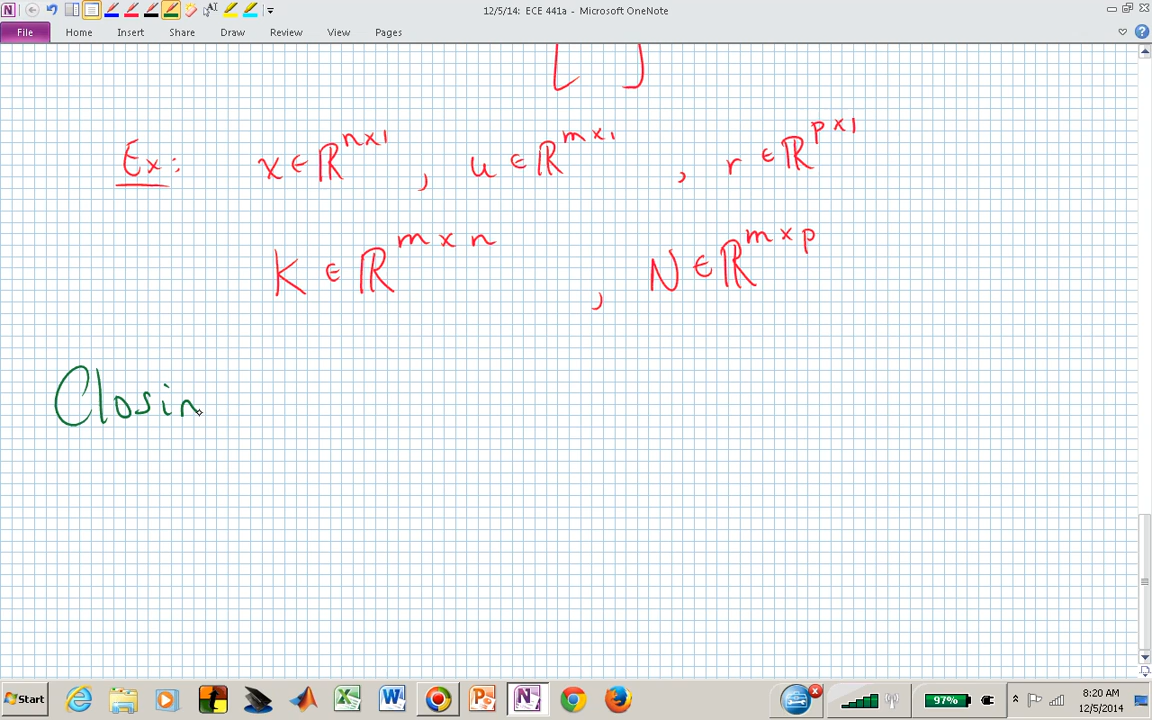 12/5/14: ECE 441a - Microsoft OneNote
File Home Insert Share Draw Review View Pages
Ex: x ∈ ℝ^{n×1} , u ∈ ℝ^{m×1} , r ∈ ℝ^{p×1}
K ∈ ℝ^{m×n} , N ∈ ℝ^{m×p}
Closin
Start
97%
8:20 AM
12/5/2014